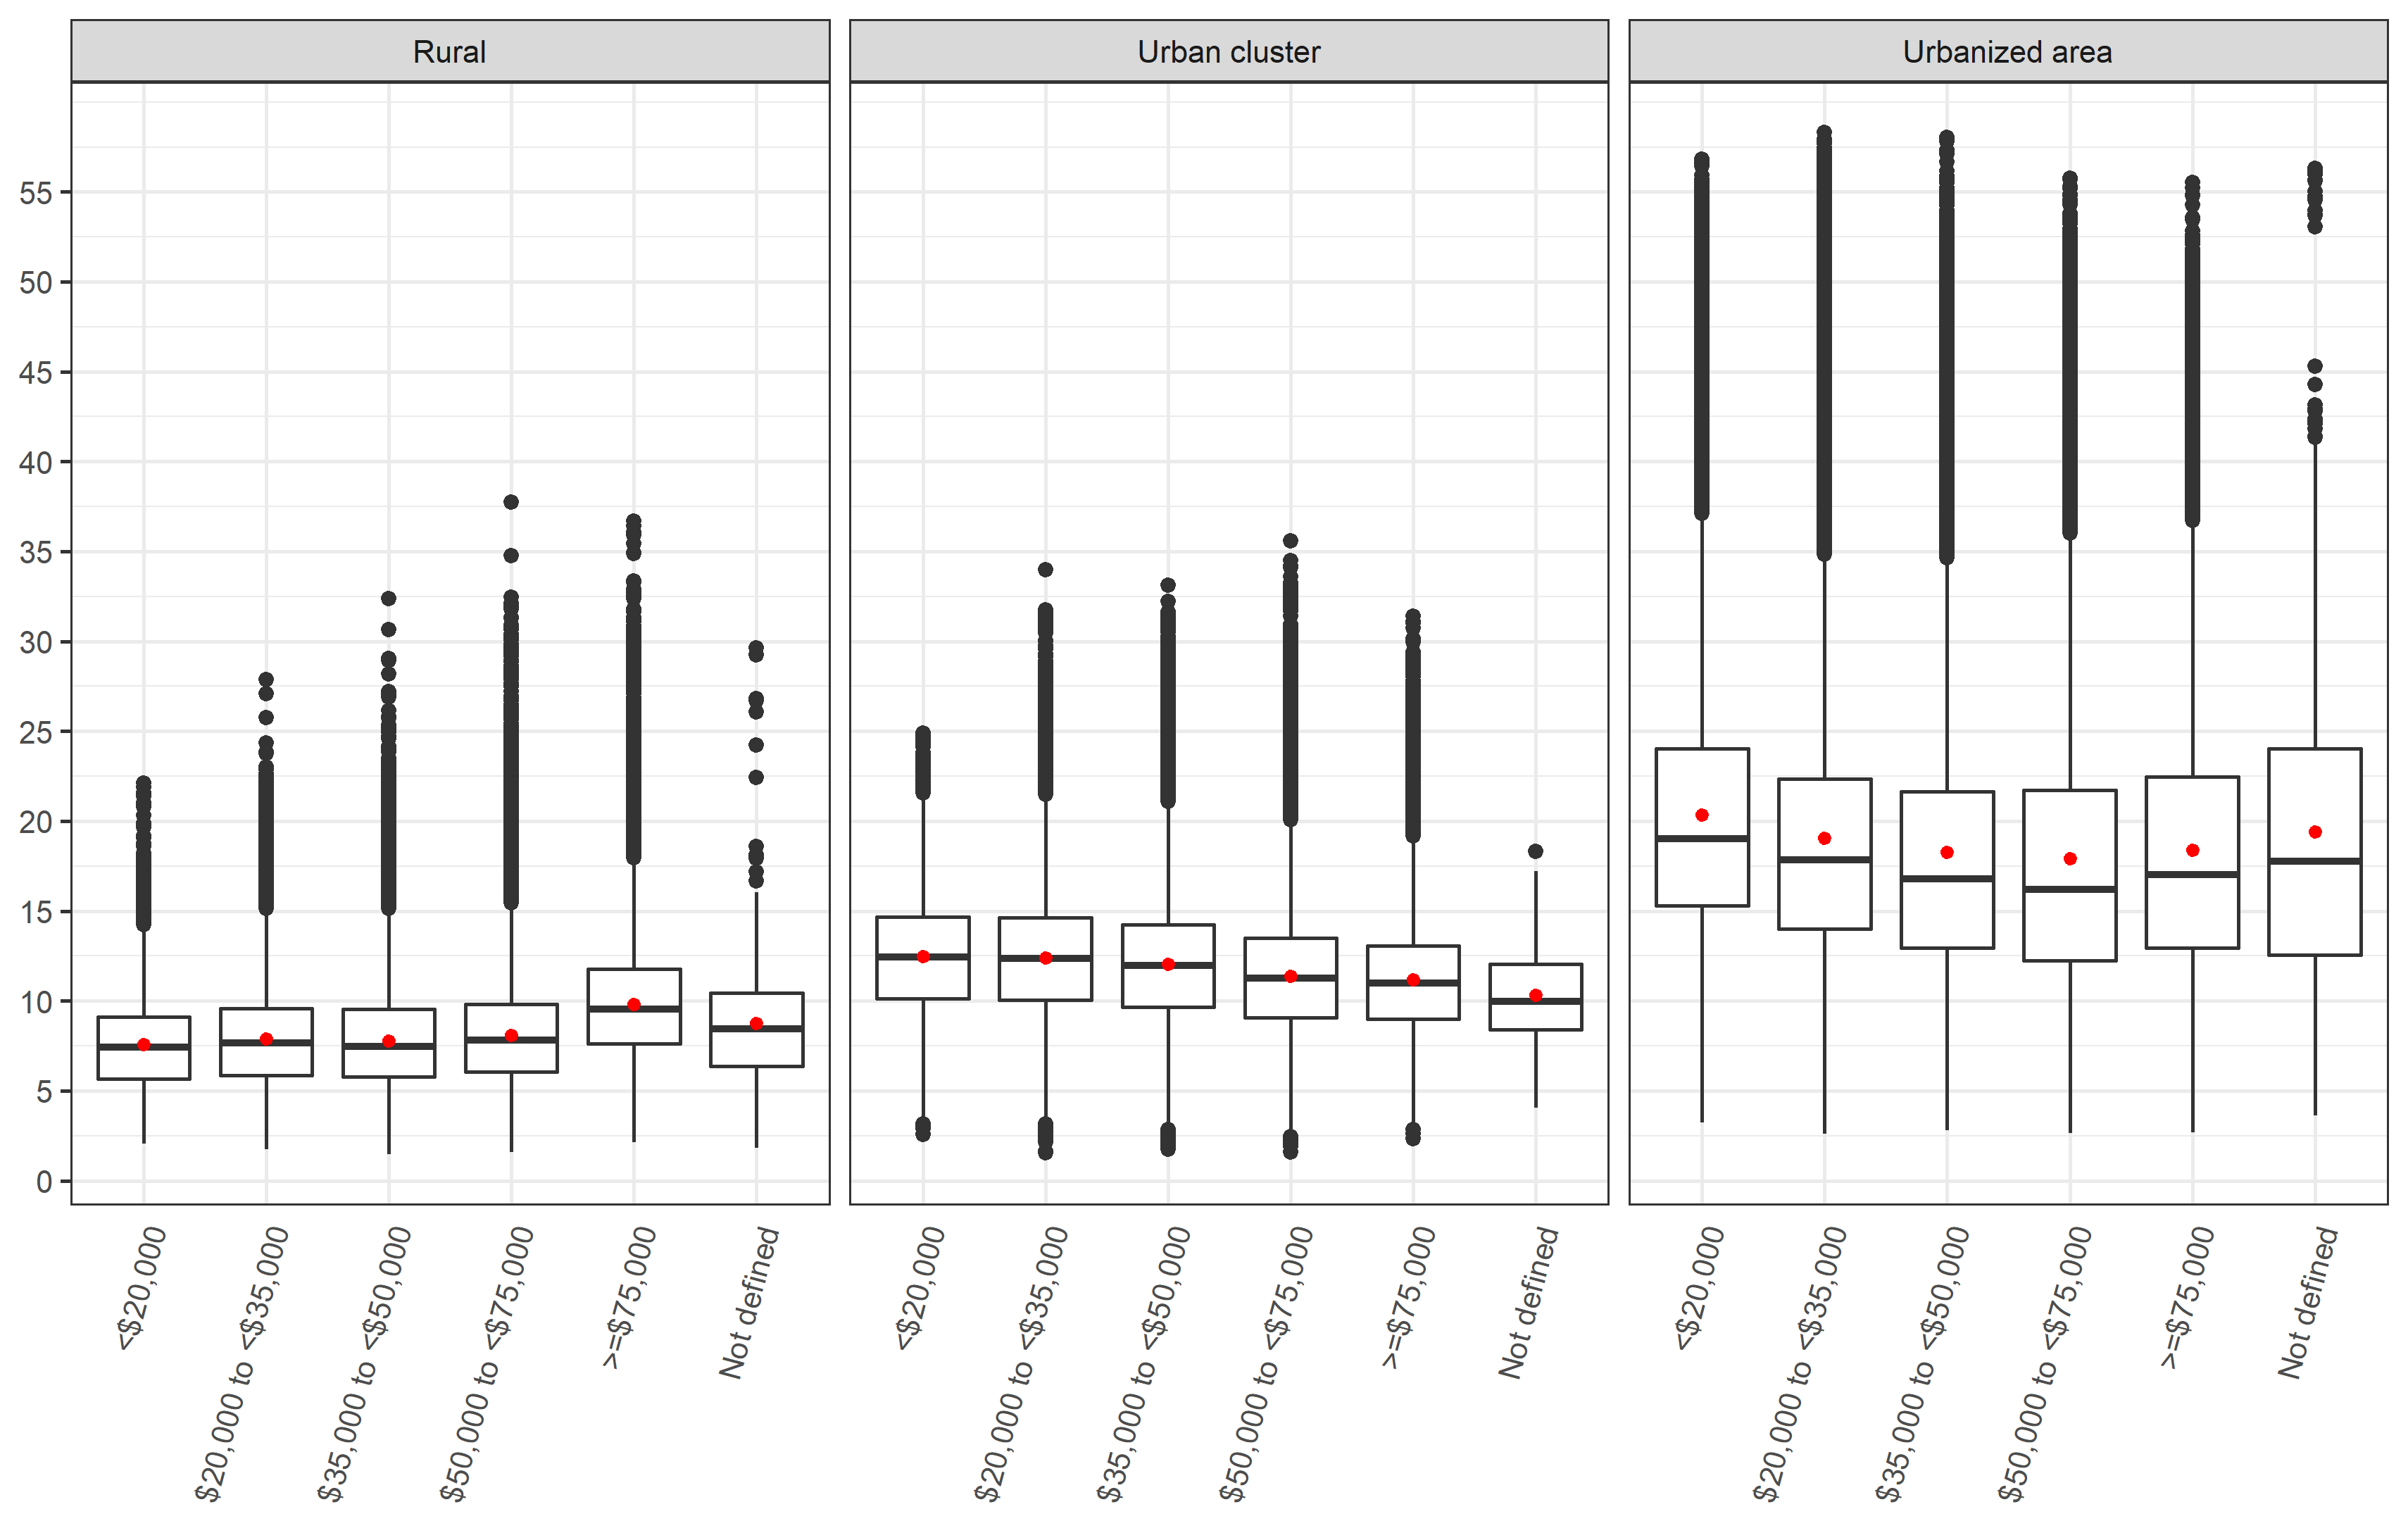 Rural
Urban cluster
Urbanized area
55
50
45
40
35
30
25
20
15
10
5
0
<$20,000
$20,000 to <$35,000
$35,000 to <$50,000
$50,000 to <$75,000
>=$75,000
Not defined
<$20,000
$20,000 to <$35,000
$35,000 to <$50,000
$50,000 to <$75,000
>=$75,000
Not defined
<$20,000
$20,000 to <$35,000
$35,000 to <$50,000
$50,000 to <$75,000
>=$75,000
Not defined